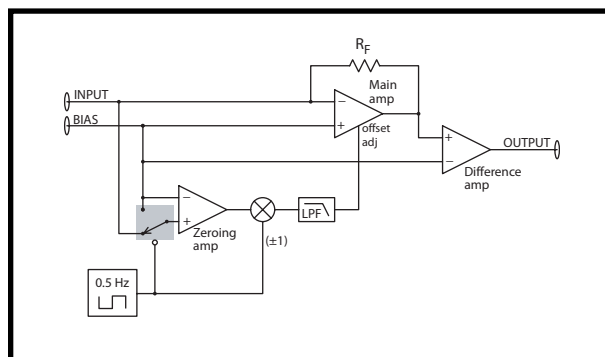 R_F
INPUT
Main
amp
BIAS
offset
adj
OUTPUT
Difference
amp
LPF
(±1)
Zeroing
amp
0.5 Hz